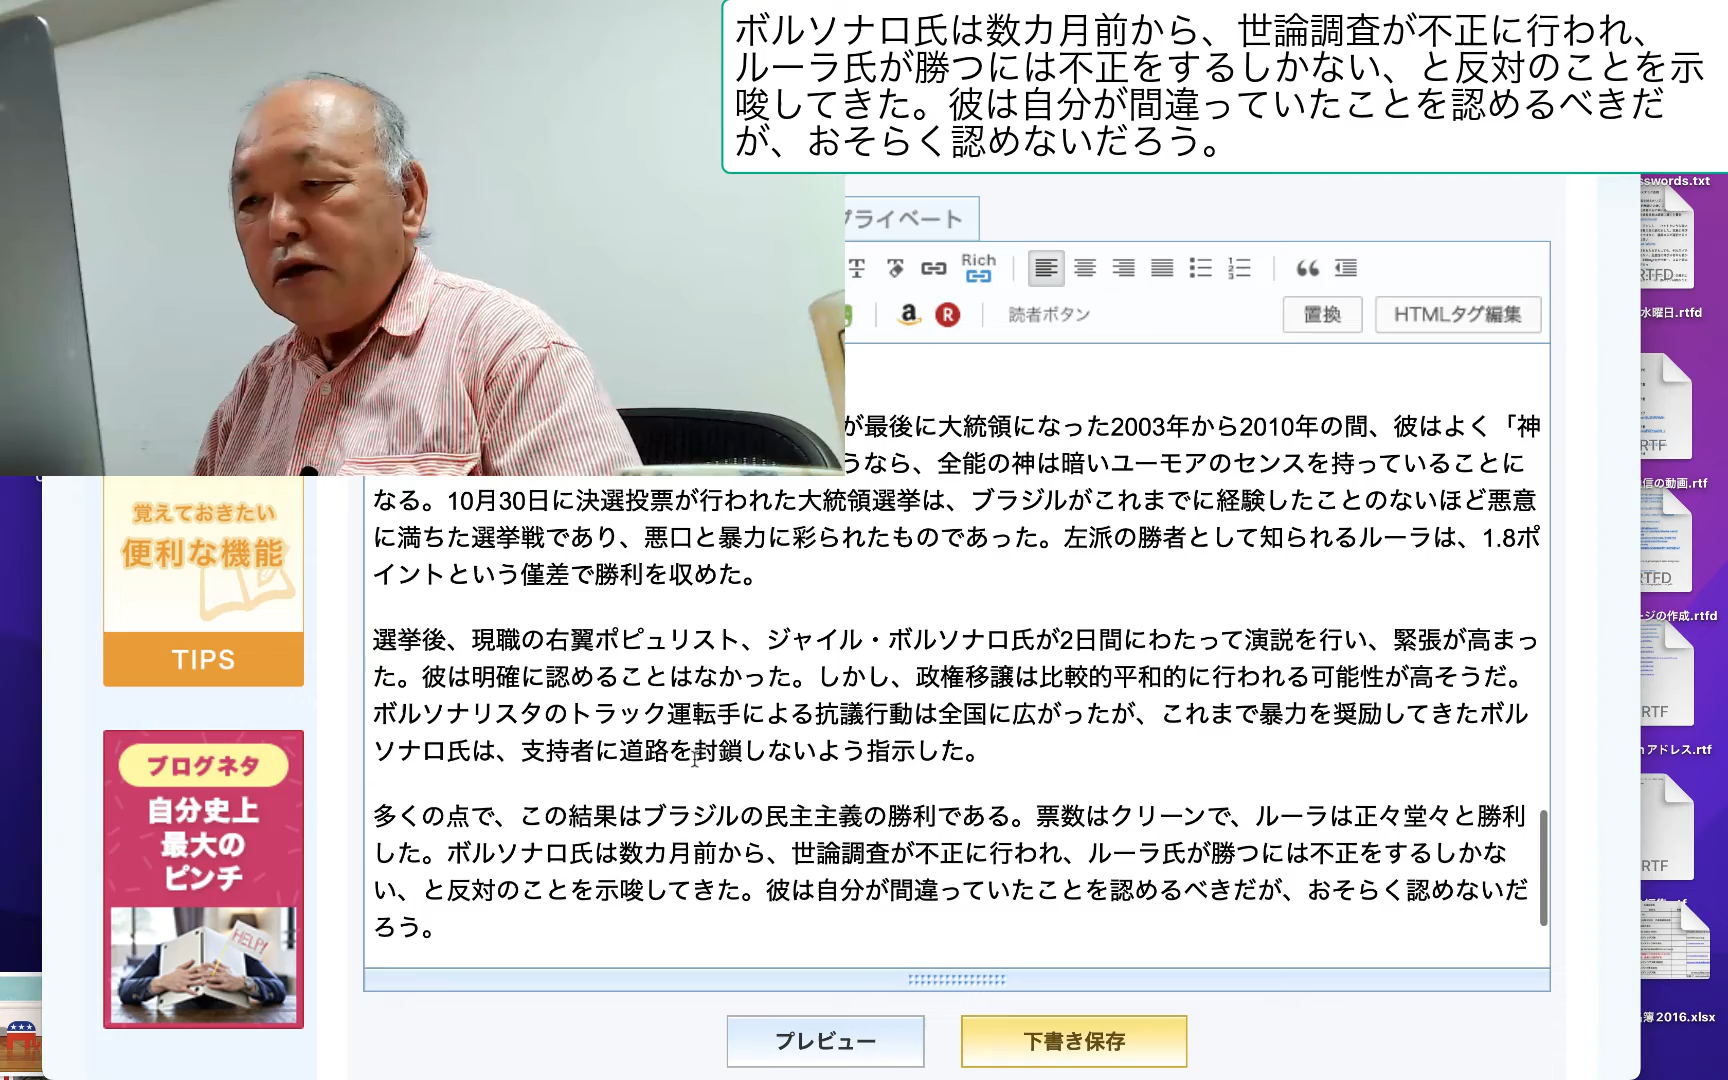 ボルソナロ氏は数カ月前から、世論調査が不正に行われ、
ルーラ氏が勝つには不正をするしかない、と反対のことを示
唆してきた。彼は自分が間違っていたことを認めるべきだ
が、おそらく認めないだろう。
swords.txt
プライベート
Rich
置換
HTMLタグ編集
読者ボタン
a
R
RTFD
水曜日.rtfd
が最後に大統領になった2003年から2010年の間、彼はよく「神
うなら、全能の神は暗いユーモアのセンスを持っていることに
なる。10月30日に決選投票が行われた大統領選挙は、ブラジルがこれまでに経験したことのないほど悪意
に満ちた選挙戦であり、悪口と暴力に彩られたものであった。左派の勝者として知られるルーラは、1.8ポ
イントという僅差で勝利を収めた。
選挙後、現職の右翼ポピュリスト、ジャイル・ボルソナロ氏が2日間にわたって演説を行い、緊張が高まっ
た。彼は明確に認めることはなかった。しかし、政権移譲は比較的平和的に行われる可能性が高そうだ。
ボルソナリスタのトラック運転手による抗議行動は全国に広がったが、これまで暴力を奨励してきたボル
ソナロ氏は、支持者に道路を封鎖しないよう指示した。
多くの点で、この結果はブラジルの民主主義の勝利である。票数はクリーンで、ルーラは正々堂々と勝利
した。ボルソナロ氏は数カ月前から、世論調査が不正に行われ、ルーラ氏が勝つには不正をするしかな
い、と反対のことを示唆してきた。彼は自分が間違っていたことを認めるべきだが、おそらく認めないだ
ろう。
覚えておきたい
便利な機能
TIPS
ブログネタ
自分史上
最大の
ピンチ
HELP!
プレビュー
下書き保存
RTF
信の動画.rtf
RTFD
ージの作成.rtfd
RTF
アドレス.rtf
RTF
簿2016.xlsx